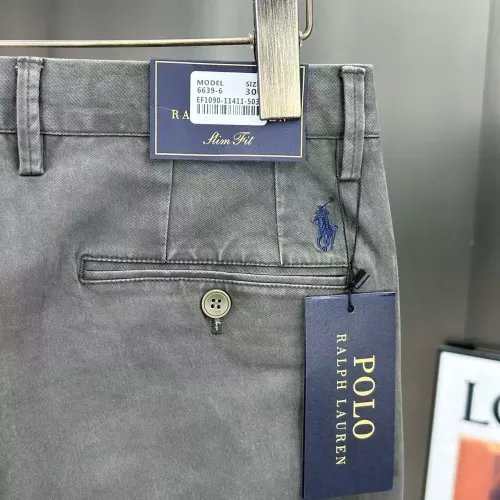 MODEL SIZ
6639-6 30
EF1090-11411-503
RA
Slim Fit
POLO
RALPH LAUREN
LO